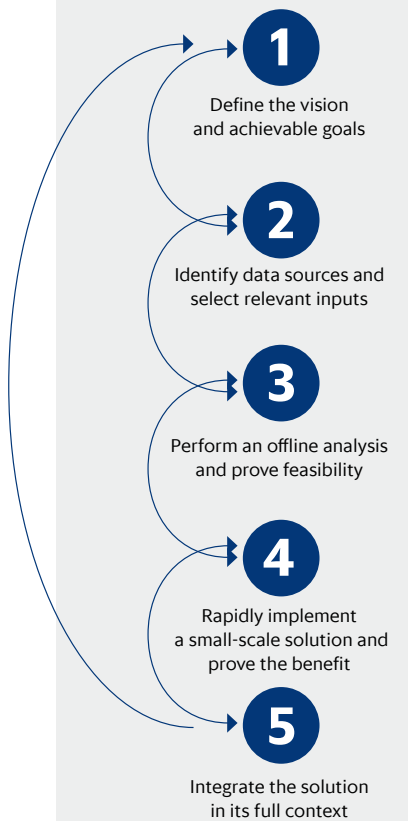 1
Define the vision
and achievable goals
2
Identify data sources and
select relevant inputs
3
Perform an offline analysis
and prove feasibility
4
Rapidly implement
a small-scale solution and
prove the benefit
5
Integrate the solution
in its full context